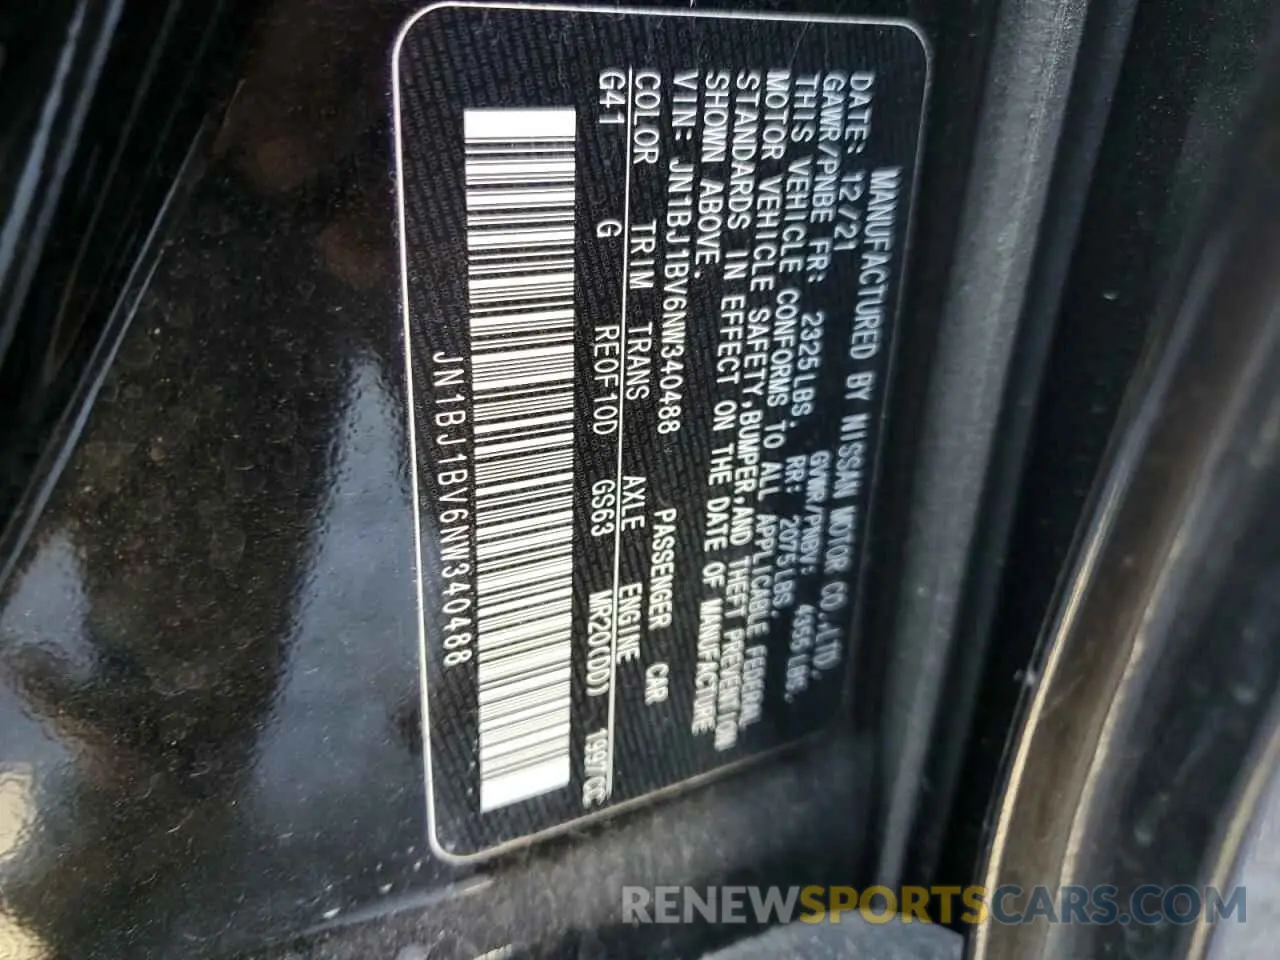 MANUFACTURED BY NISSAN MOTOR CO.,LTD.
DATE: 12/21 GVWR/PNBV: 4355 LBS.
GAWR/PNBE FR: 2325LBS. RR: 2075LBS.
THIS VEHICLE CONFORMS TO ALL APPLICABLE FEDERAL
MOTOR VEHICLE SAFETY,BUMPER,AND THEFT PREVENTION
STANDARDS IN EFFECT ON THE DATE OF MANUFACTURE
SHOWN ABOVE.
VIN: JN1BJ1BV6NW340488 PASSENGER CAR
COLOR TRIM TRANS AXLE ENGINE
G41 G RE0F10D GS63 MR20(DD) 1997CC
JN1BJ1BV6NW340488
RENEWSPORTSCARS.COM